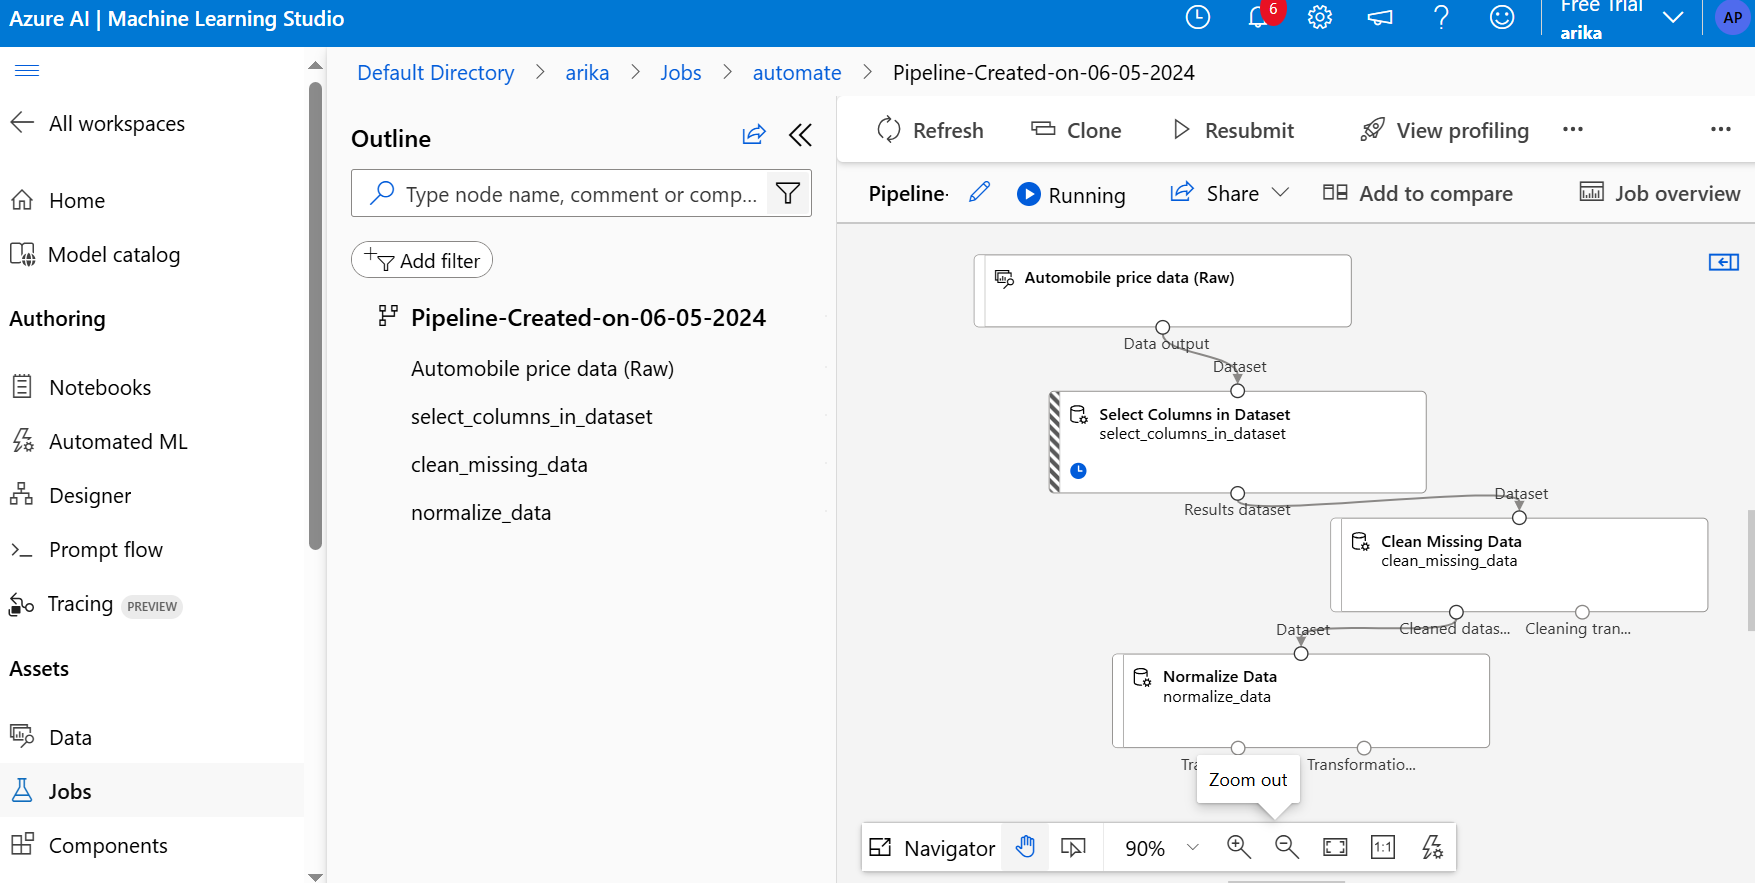 Azure AI | Machine Learning Studio
6
Free Trial
arika
AP
All workspaces
Home
Model catalog
Authoring
Notebooks
Automated ML
Designer
Prompt flow
Tracing PREVIEW
Assets
Data
Jobs
Components
Default Directory > arika > Jobs > automate > Pipeline-Created-on-06-05-2024
Outline
Type node name, comment or comp...
Add filter
Pipeline-Created-on-06-05-2024
Automobile price data (Raw)
select_columns_in_dataset
clean_missing_data
normalize_data
Refresh
Clone
Resubmit
View profiling
Pipeline-
Running
Share
Add to compare
Job overview
Automobile price data (Raw)
Data output
Dataset
Select Columns in Dataset
select_columns_in_dataset
Results dataset
Dataset
Clean Missing Data
clean_missing_data
Cleaned datas...
Cleaning tran...
Dataset
Normalize Data
normalize_data
Transformatio...
Zoom out
Navigator
90%
1:1